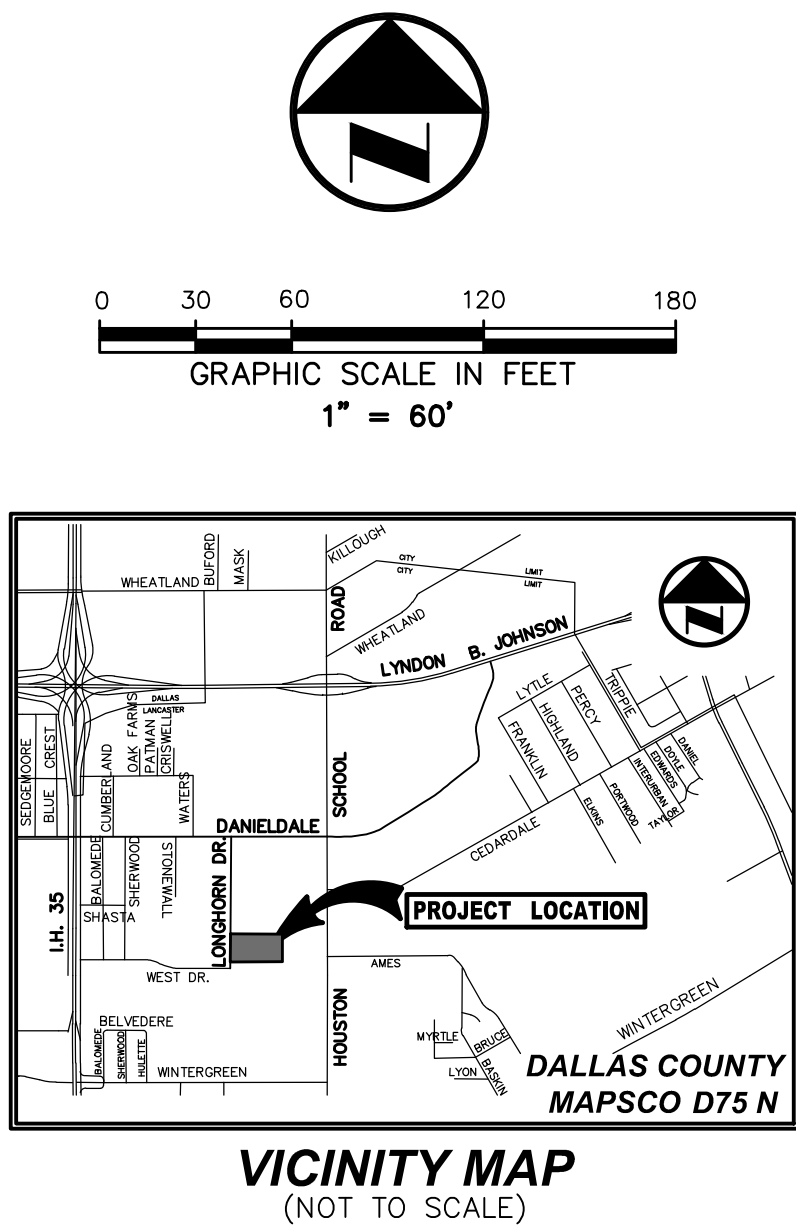 N
0 30 60 120 180
GRAPHIC SCALE IN FEET
1" = 60'
KILLOUGH
BUFORD
MASK
CITY
CITY
LIMIT
LIMIT
WHEATLAND
ROAD
WHEATLAND
N
LYNDON B. JOHNSON
DALLAS
LANCASTER
LYTLE
TRIPPIE
PERCY
HIGHLAND
FRANKLIN
OAK FARMS
PATMAN
CRISWELL
SEDGEMOORE
BLUE CREST
CUMBERLAND
WATERS
SCHOOL
DANIEL
DOYLE
EDWARDS
INTERURBAN
TAYLOR
PORTWOOD
ELKINS
DANIELDALE
CEDARDALE
BALOMEDE
SHERWOOD
STONEWALL
LONGHORN DR.
SHASTA
I.H. 35
PROJECT LOCATION
WEST DR.
AMES
HOUSTON
WINTERGREEN
BELVEDERE
BALOMEDE
SHERWOOD
HULETTE
WINTERGREEN
MYRTLE
BRUCE
LYON
BASKIN
DALLAS COUNTY
MAPSCO D75 N
VICINITY MAP
(NOT TO SCALE)